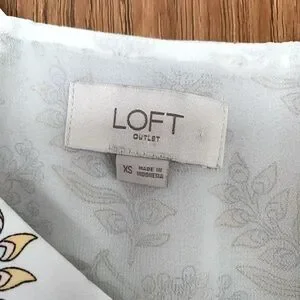 LOFT
OUTLET
XS
MADE IN
INDONESIA